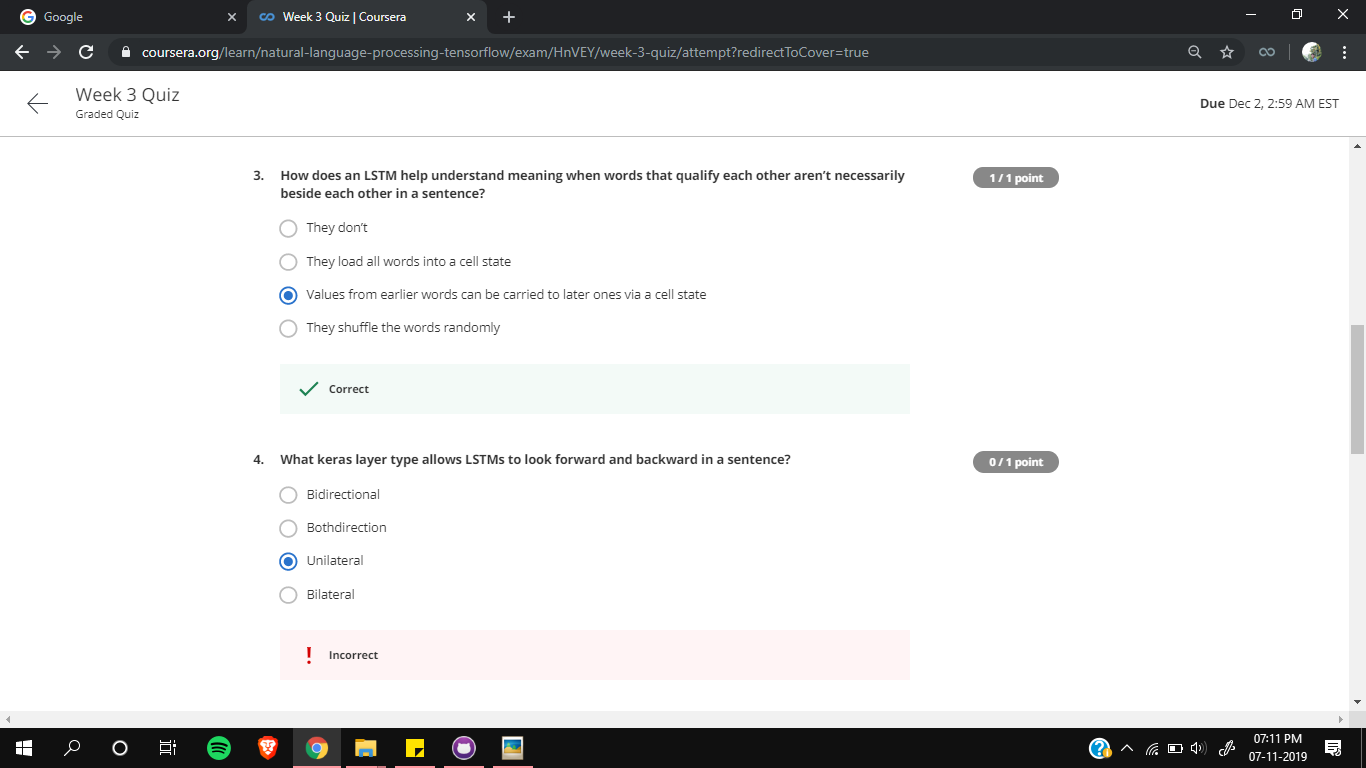 Google
Week 3 Quiz | Coursera
coursera.org/learn/natural-language-processing-tensorflow/exam/HnVEY/week-3-quiz/attempt?redirectToCover=true
Week 3 Quiz
Graded Quiz
Due Dec 2, 2:59 AM EST
3. How does an LSTM help understand meaning when words that qualify each other aren't necessarily
beside each other in a sentence?
1 / 1 point
They don't
They load all words into a cell state
Values from earlier words can be carried to later ones via a cell state
They shuffle the words randomly
Correct
4. What keras layer type allows LSTMs to look forward and backward in a sentence?
0 / 1 point
Bidirectional
Bothdirection
Unilateral
Bilateral
Incorrect
07:11 PM
07-11-2019